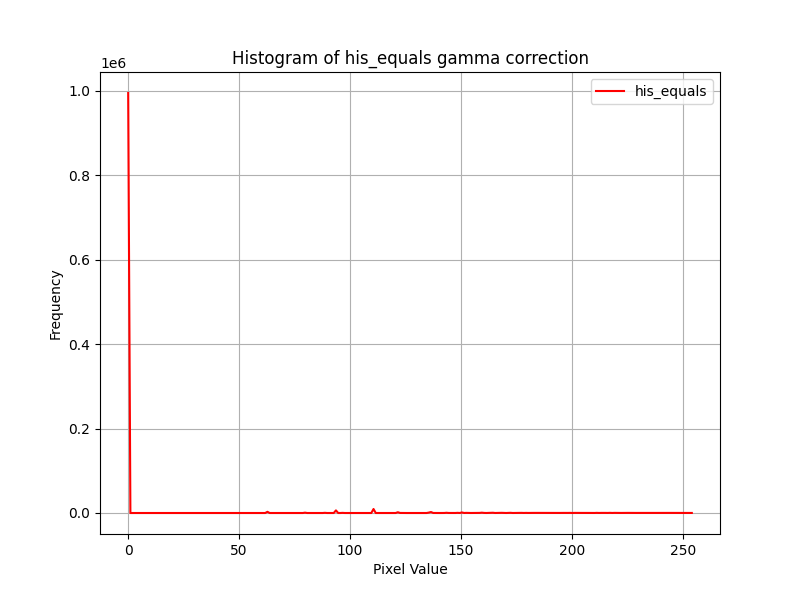 Histogram of his_equals gamma correction
1e6
his_equals
1.0
0.8
0.6
0.4
0.2
0.0
Frequency
0
50
100
150
200
250
Pixel Value